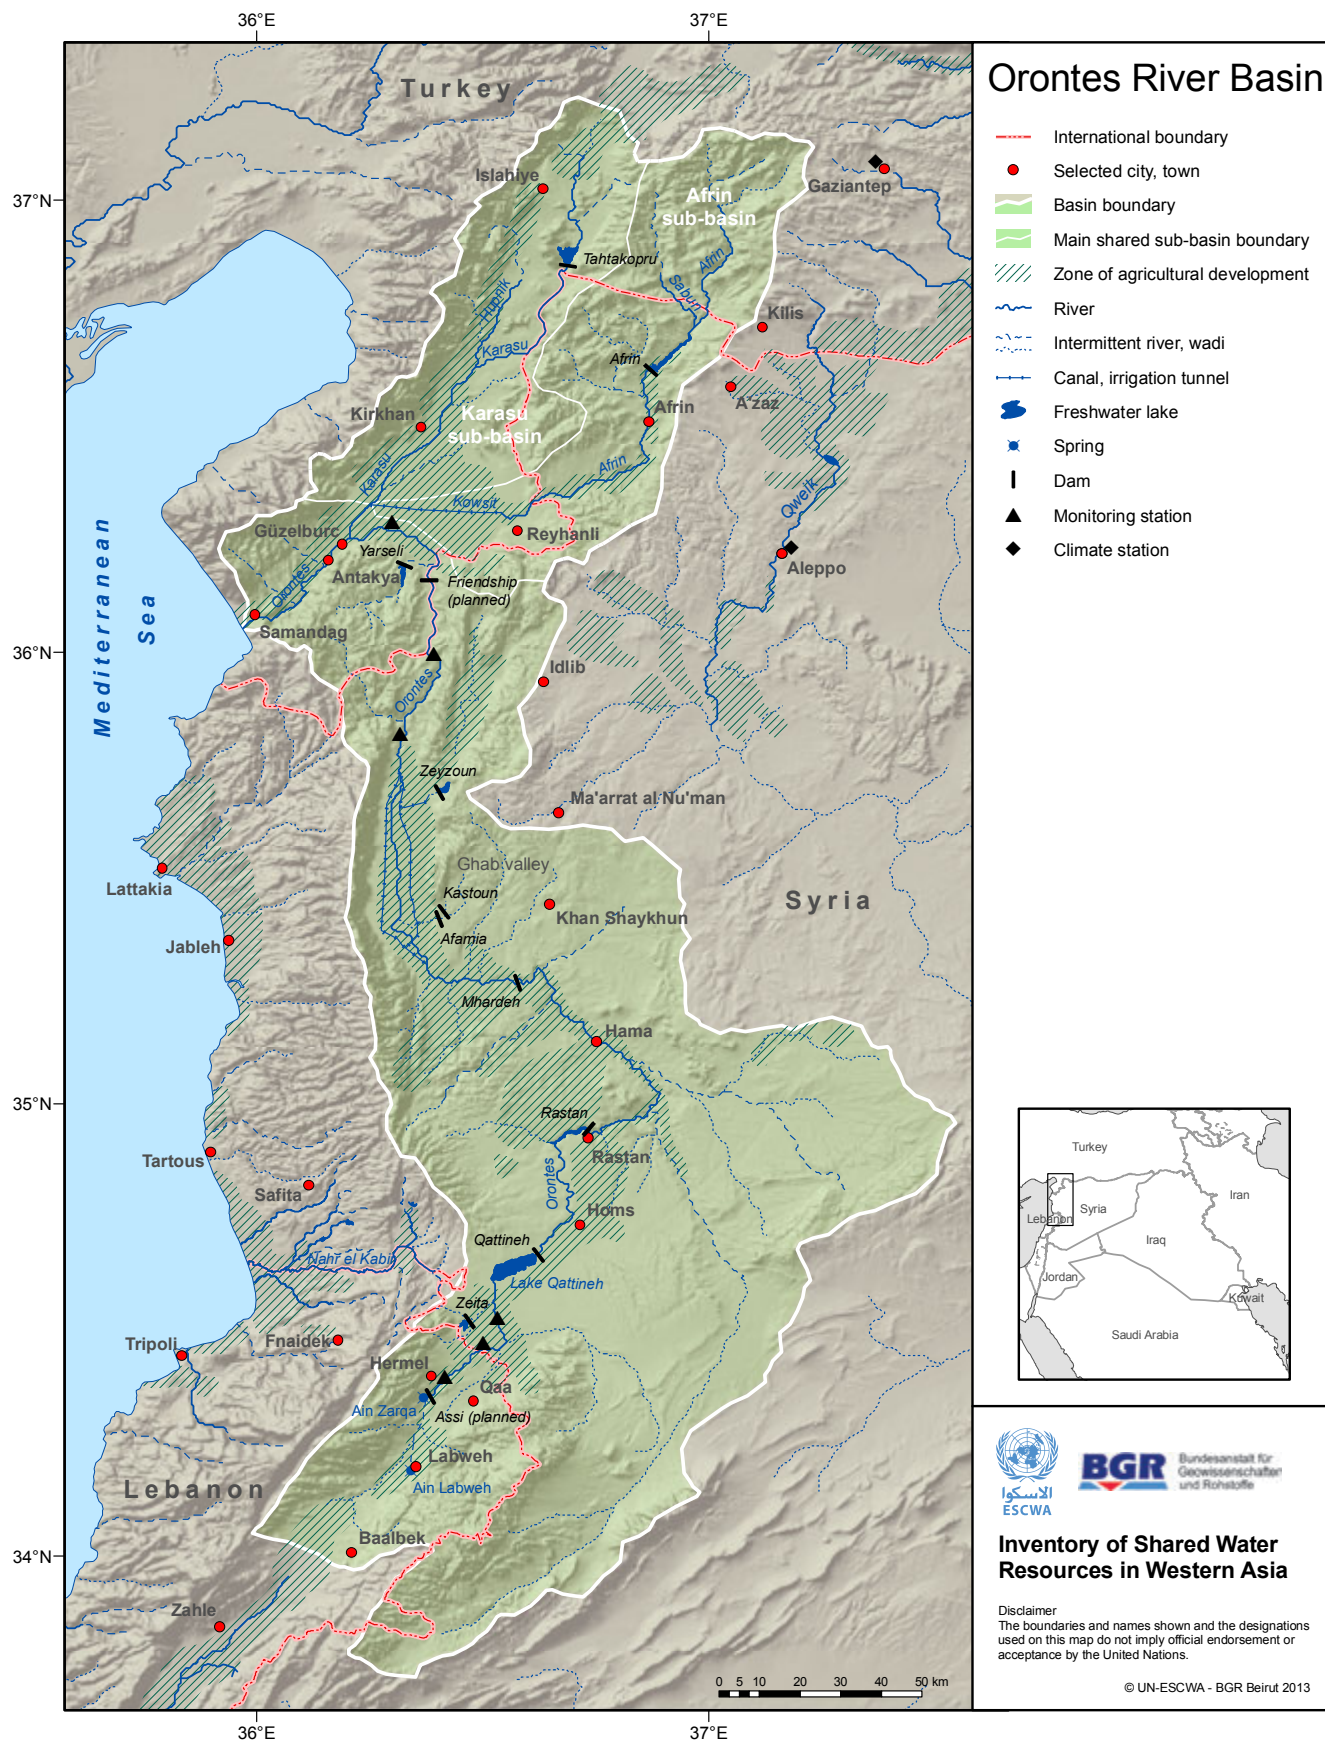 36°E
37°E
Orontes River Basin
International boundary
Selected city, town
Basin boundary
Main shared sub-basin boundary
Zone of agricultural development
River
Intermittent river, wadi
Canal, irrigation tunnel
Freshwater lake
Spring
Dam
Monitoring station
Climate station
Turkey
Islahiye
Gaziantep
37°N
Afrin
sub-basin
Tahtakopru
Afrin
Sabun
Hupnik
Kilis
Karasu
Afrin
A'zaz
Kirkhan
Karasu
sub-basin
Afrin
Karasu
Afrin
Kowsit
Qweik
Güzelburc
Reyhanli
Yarseli
Aleppo
Antakya
Friendship
(planned)
Orontes
Samandag
Mediterranean
Sea
36°N
Idlib
Orontes
Zeyzoun
Ma'arrat al Nu'man
Ghab valley
Lattakia
Kastoun
Syria
Khan Shaykhun
Afamia
Jableh
Mhardeh
Hama
35°N
Rastan
Rastan
Tartous
Safita
Orontes
Homs
Qattineh
Nahr el Kabir
Lake Qattineh
Zeita
Tripoli
Fnaidek
Hermel
Qaa
Ain Zarqa
Assi (planned)
Labweh
Ain Labweh
Lebanon
Baalbek
34°N
Zahle
0 5 10 20 30 40 50 km
36°E
37°E
Turkey
Iran
Syria
Lebanon
Iraq
Jordan
Kuwait
Saudi Arabia
الاسكوا
ESCWA
BGR
Bundesanstalt für
Geowissenschaften
und Rohstoffe
Inventory of Shared Water
Resources in Western Asia
Disclaimer
The boundaries and names shown and the designations
used on this map do not imply official endorsement or
acceptance by the United Nations.
© UN-ESCWA - BGR Beirut 2013